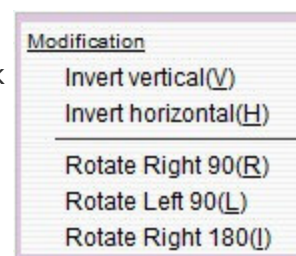 Modification
Invert vertical(V)
Invert horizontal(H)
Rotate Right 90(R)
Rotate Left 90(L)
Rotate Right 180(I)